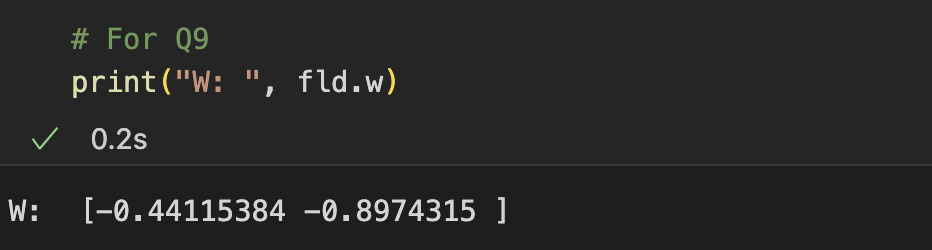 # For Q9
print("W: ", fld.w)
✓ 0.2s
W:  [-0.44115384 -0.8974315 ]